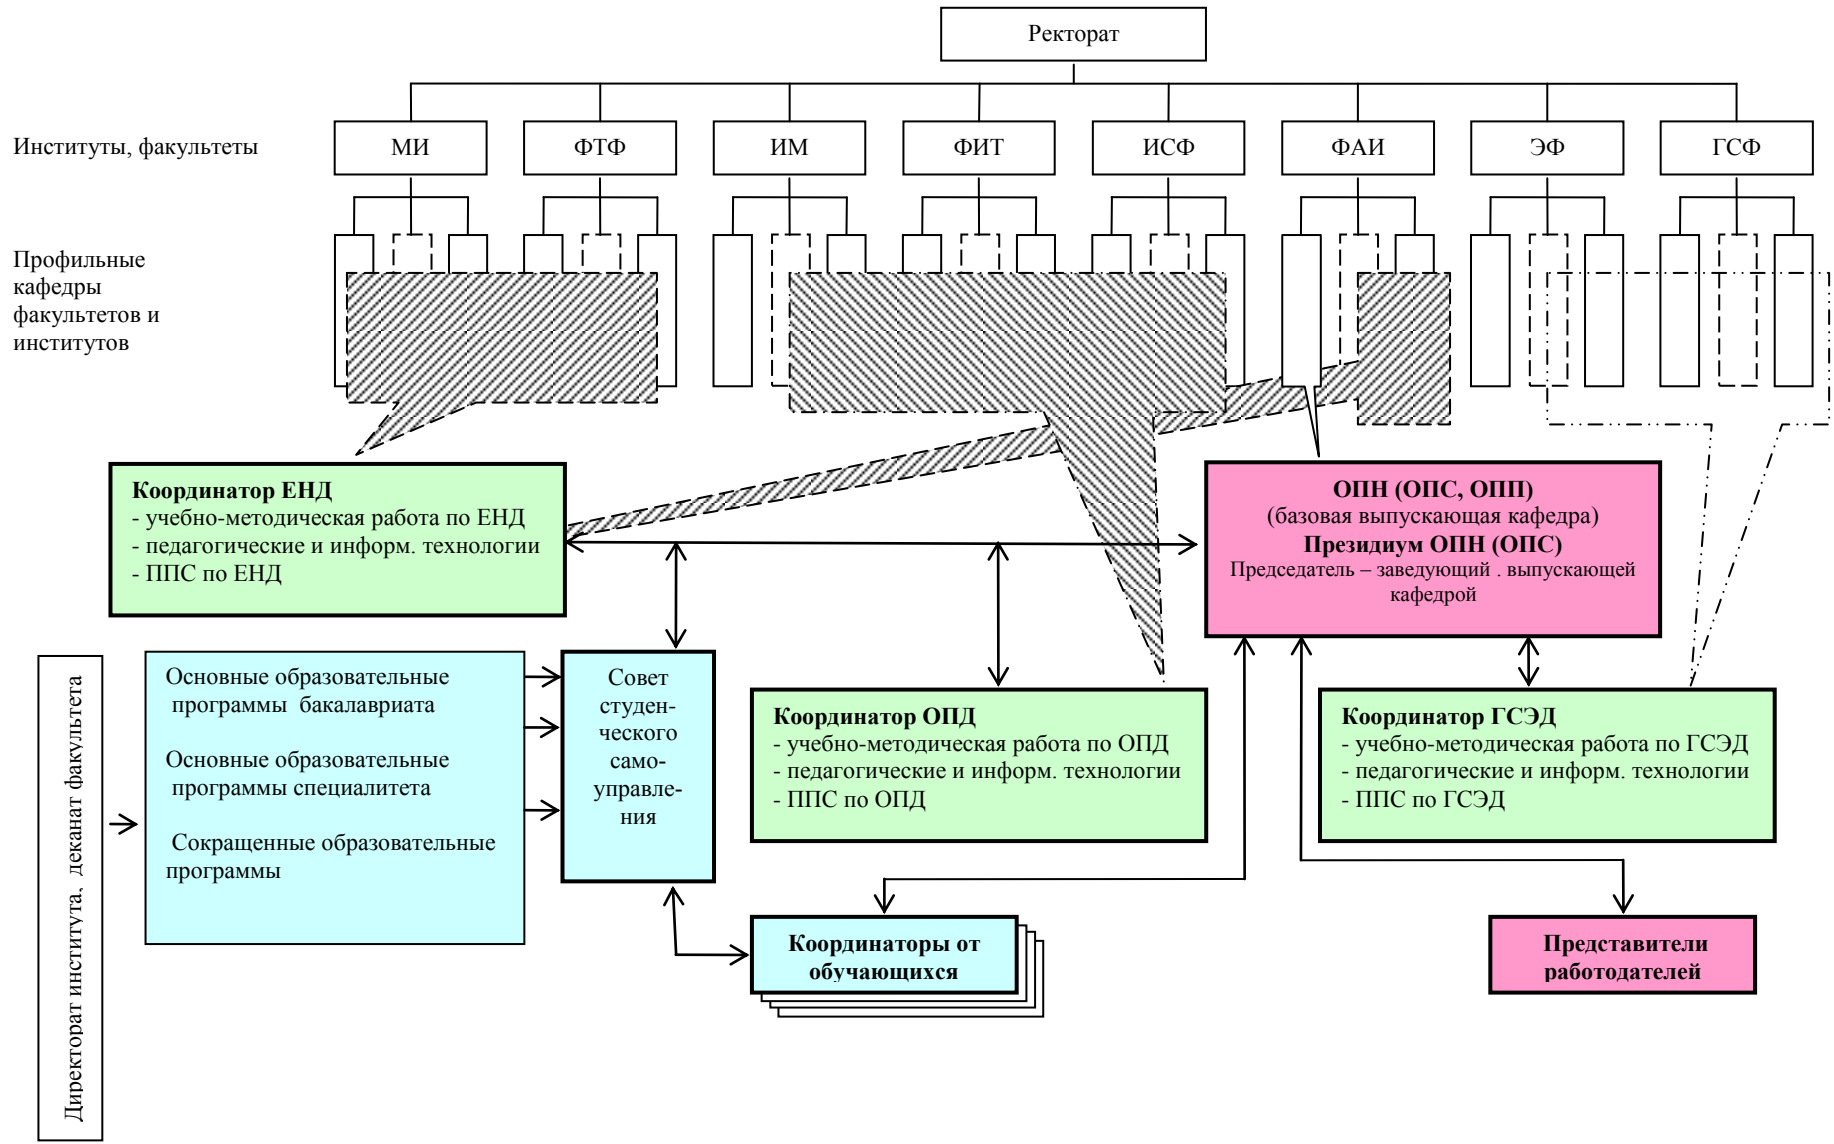 Ректорат
Институты, факультеты
МИ
ФТФ
ИМ
ФИТ
ИСФ
ФАИ
ЭФ
ГСФ
Профильные
кафедры
факультетов и
институтов
Координатор ЕНД
- учебно-методическая работа по ЕНД
- педагогические и информ. технологии
- ППС по ЕНД
ОПН (ОПС, ОПП)
(базовая выпускающая кафедра)
Президиум ОПН (ОПС)
Председатель – заведующий . выпускающей
кафедрой
Директорат института, деканат факультета
Основные образовательные
программы бакалавриата
Основные образовательные
программы специалитета
Сокращенные образовательные
программы
Совет
студен-
ческого
само-
управле-
ния
Координатор ОПД
- учебно-методическая работа по ОПД
- педагогические и информ. технологии
- ППС по ОПД
Координатор ГСЭД
- учебно-методическая работа по ГСЭД
- педагогические и информ. технологии
- ППС по ГСЭД
Координаторы от
обучающихся
Представители
работодателей